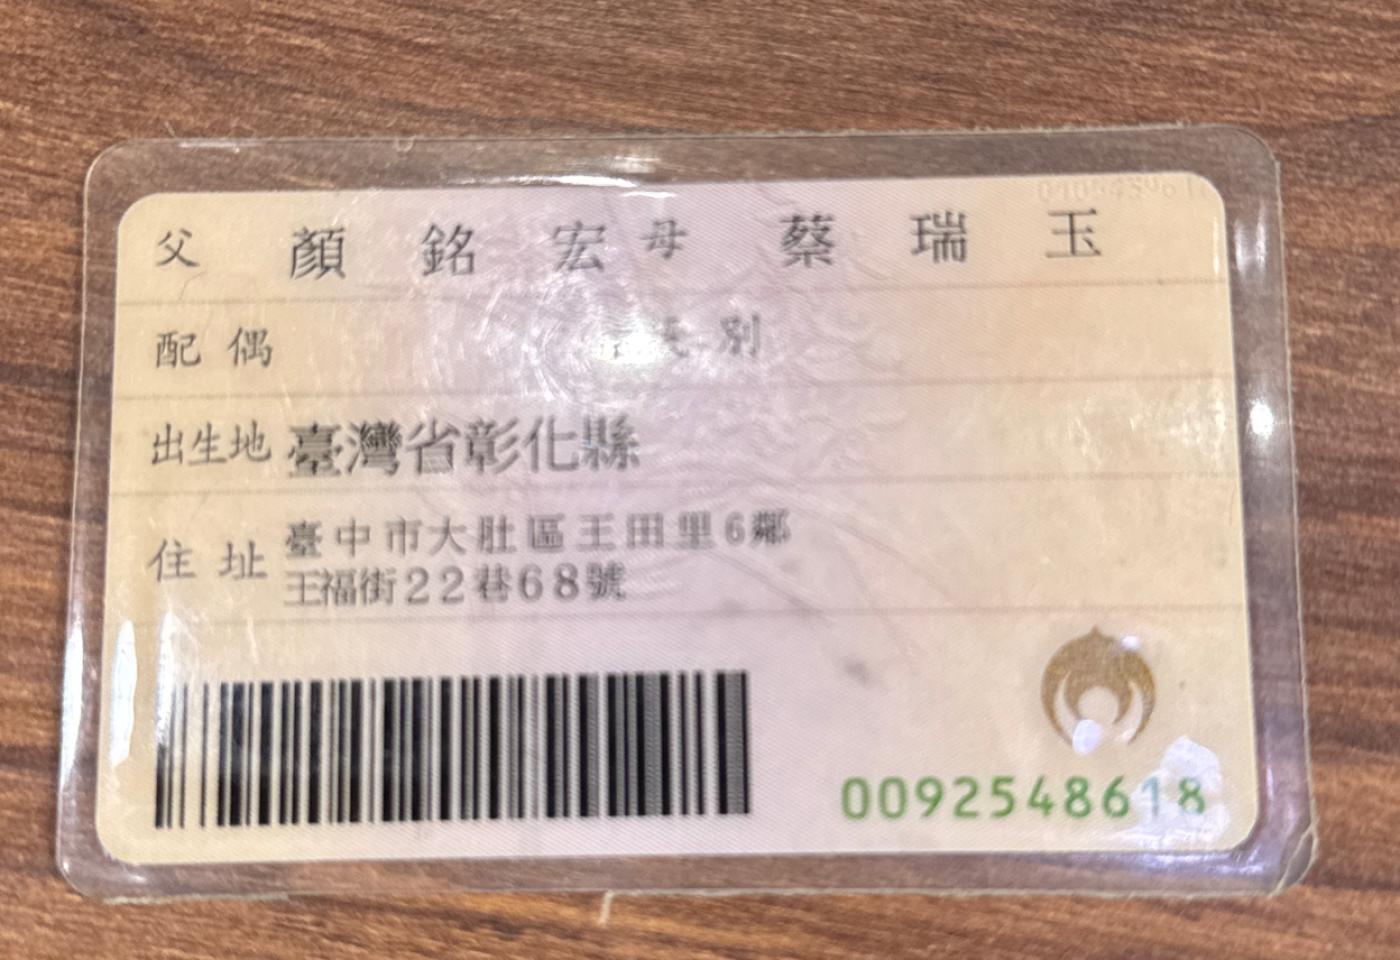 父 顏銘宏 母 蔡瑞玉
配偶 別
出生地 臺灣省彰化縣
住址 臺中市大肚區王田里6鄰
王福街22巷68號
0092548618